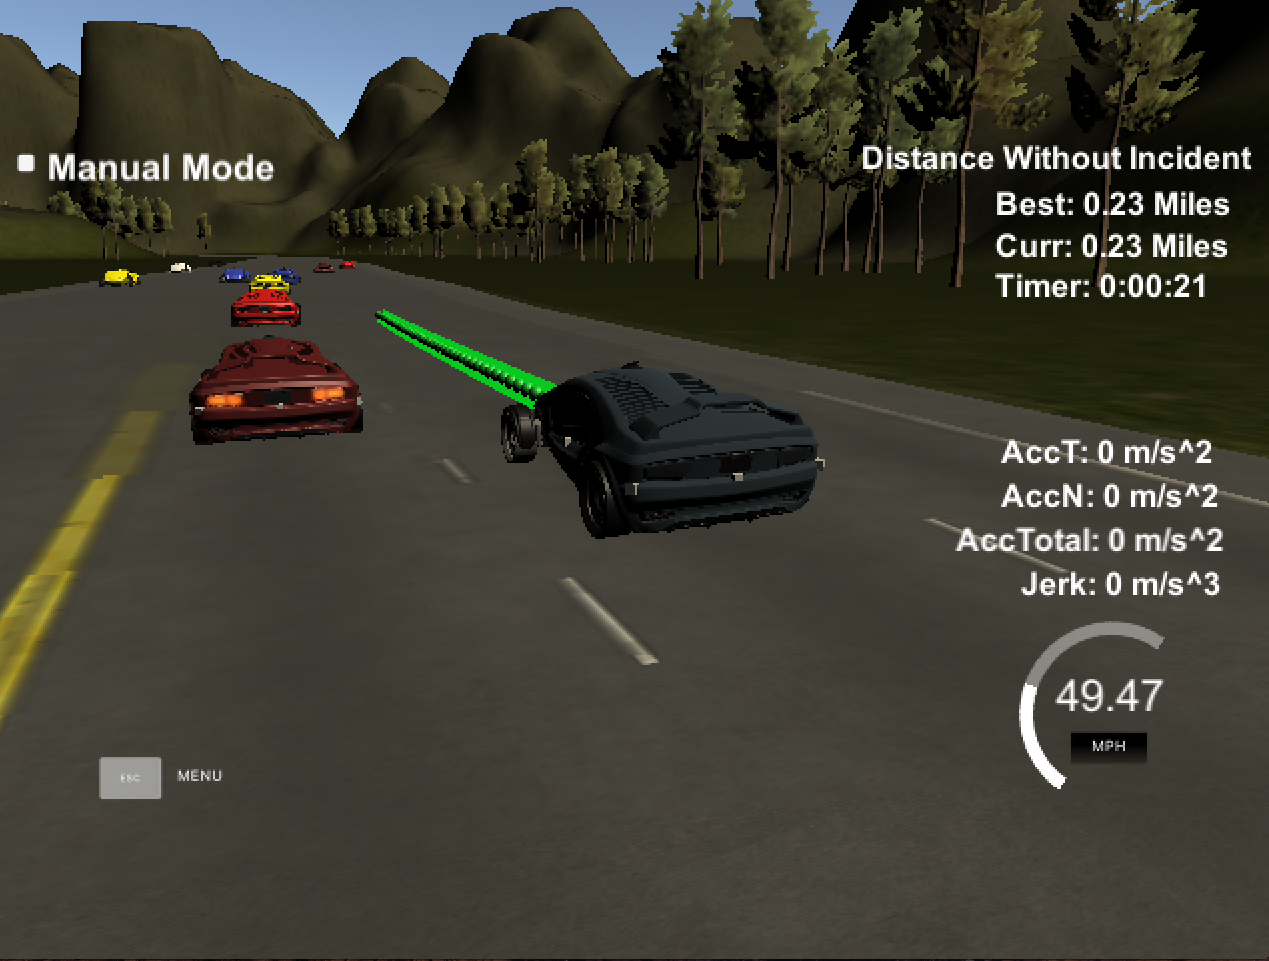 Manual Mode
Distance Without Incident
Best: 0.23 Miles
Curr: 0.23 Miles
Timer: 0:00:21
AccT: 0 m/s^2
AccN: 0 m/s^2
AccTotal: 0 m/s^2
Jerk: 0 m/s^3
49.47
MPH
ESC
MENU